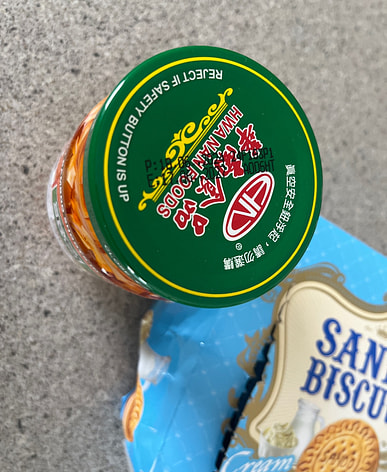 REJECT IF SAFETY BUTTON IS UP
華南食品
HWA NAN FOODS
真空安全鈕浮起，請勿選購
SAN
BISCU
Cream